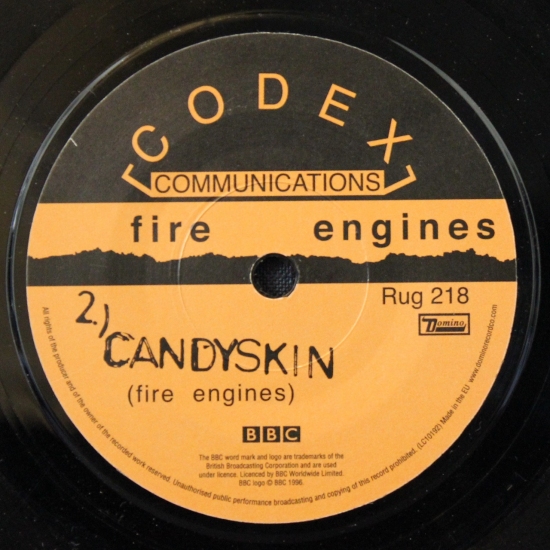 CODEX
COMMUNICATIONS
fire engines
Rug 218
Domino
2.) CANDYSKIN
(fire engines)
BBC
The BBC word mark and logo are trademarks of the
British Broadcasting Corporation and are used
under licence. Licenced by BBC Worldwide Limited.
BBC logo © BBC 1996.
All rights of the producer and of the owner of the recorded work reserved. Unauthorised public performance broadcasting and copying of this record prohibited. (LC10192) Made in the EU www.dominorecordco.com